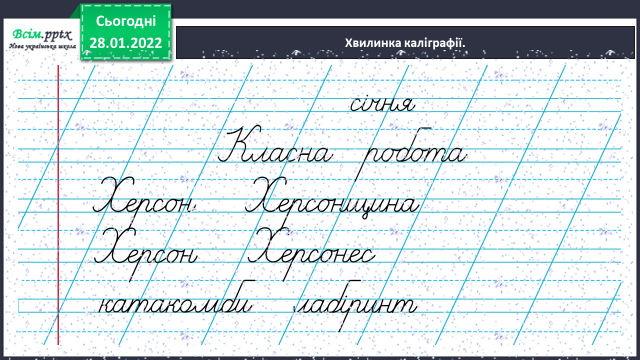 Всім.pptx
Нова українська школа
Сьогодні
28.01.2022
Хвилинка каліграфії.
січня
Класна робота
Херсон Херсонщина
Херсон Херсонес
катакомби лабіринт